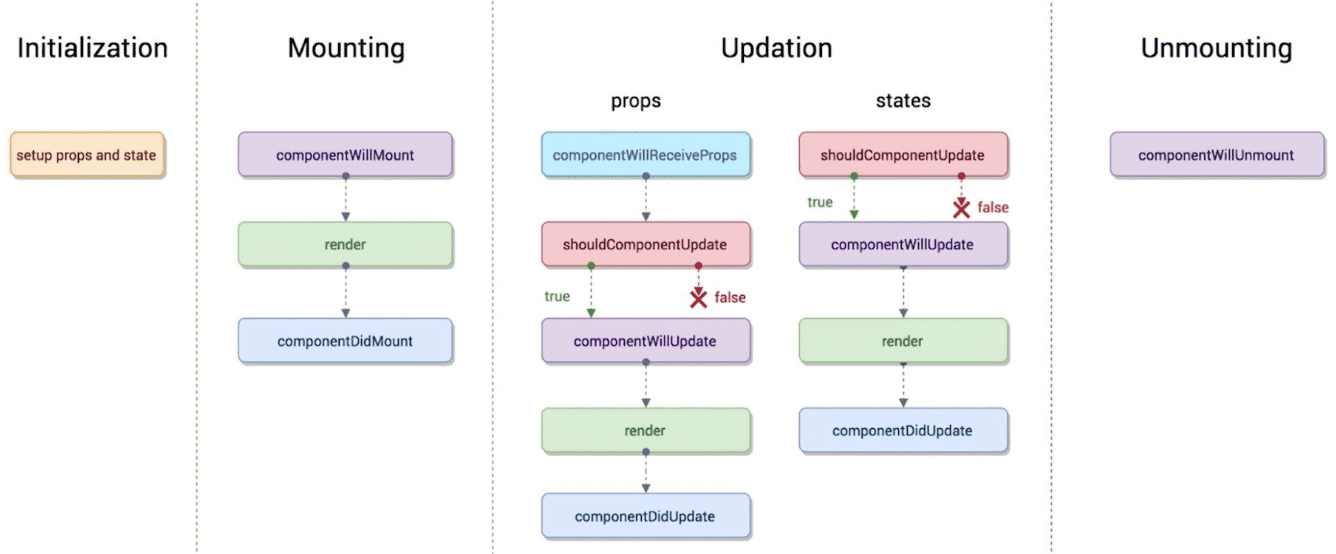 Initialization
setup props and state
Mounting
componentWillMount
render
componentDidMount
Updation
props
componentWillReceiveProps
shouldComponentUpdate
true
false
componentWillUpdate
render
componentDidUpdate
states
shouldComponentUpdate
true
false
componentWillUpdate
render
componentDidUpdate
Unmounting
componentWillUnmount